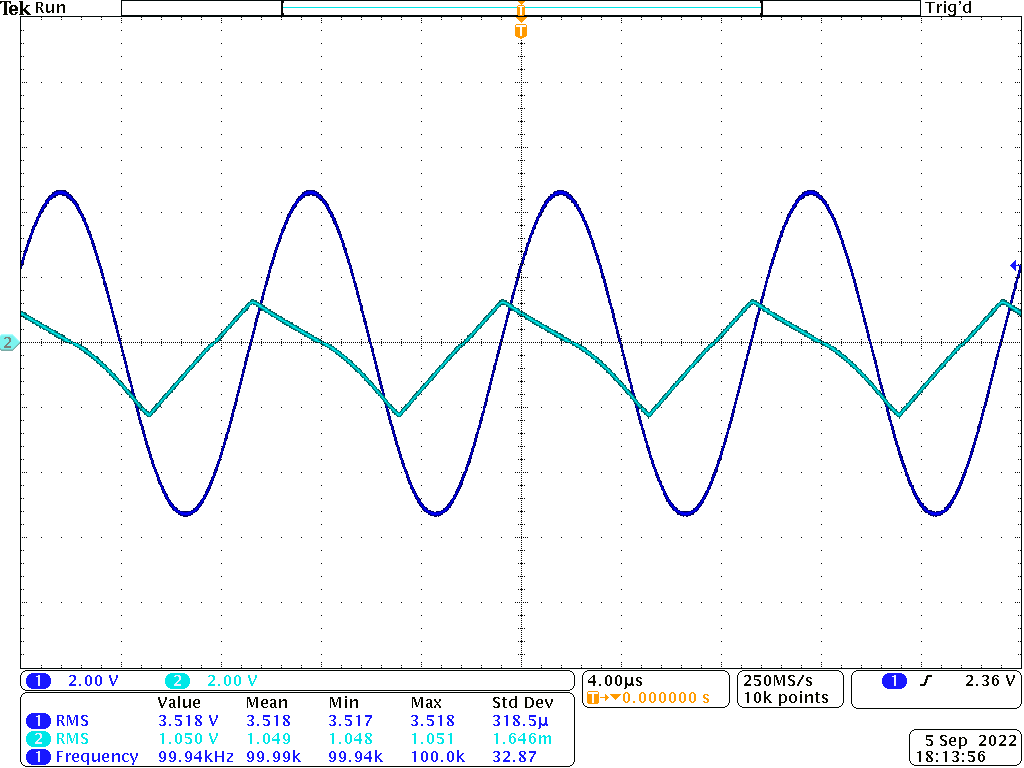 Tek Run Trig'd
T
T
2
1 2.00 V 2 2.00 V
4.00µs
T→▼0.000000 s
250MS/s
10k points
1 2.36 V
Value Mean Min Max Std Dev
1 RMS 3.518 V 3.518 3.517 3.518 318.5µ
2 RMS 1.050 V 1.049 1.048 1.051 1.646m
1 Frequency 99.94kHz 99.99k 99.94k 100.0k 32.87
5 Sep 2022
18:13:56